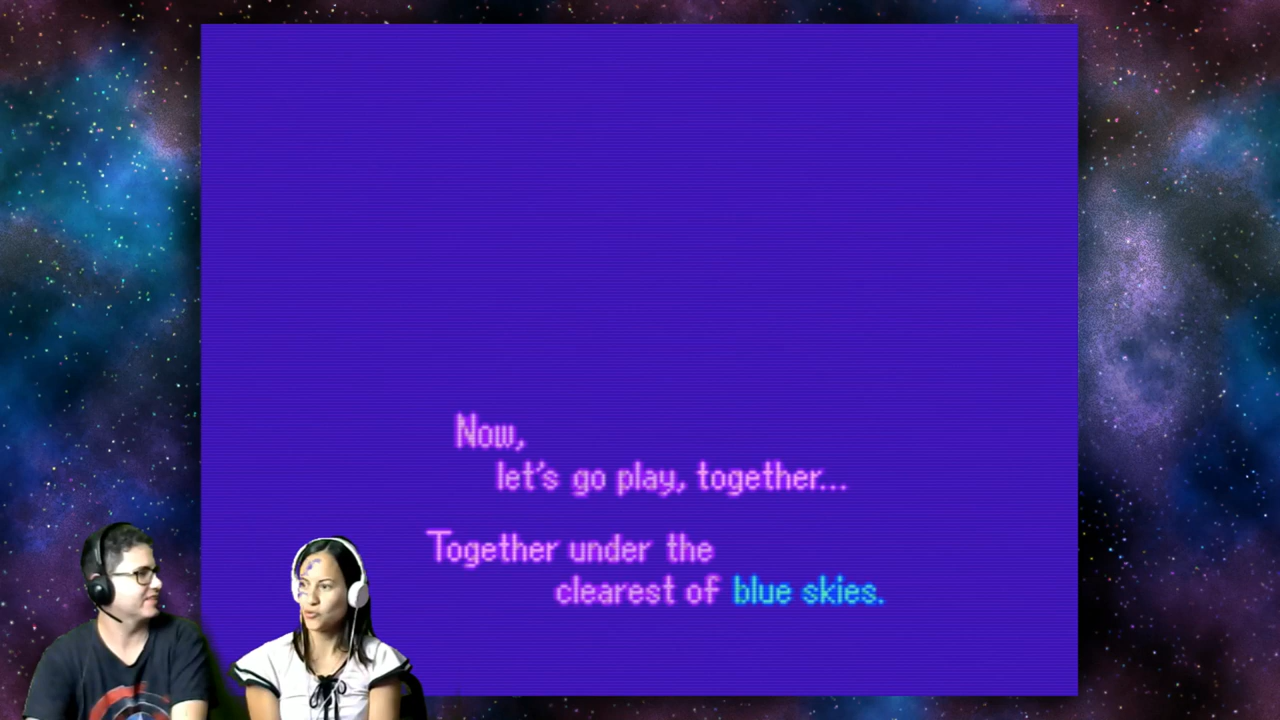 Now,
let's go play, together...
Together under the
clearest of blue skies.